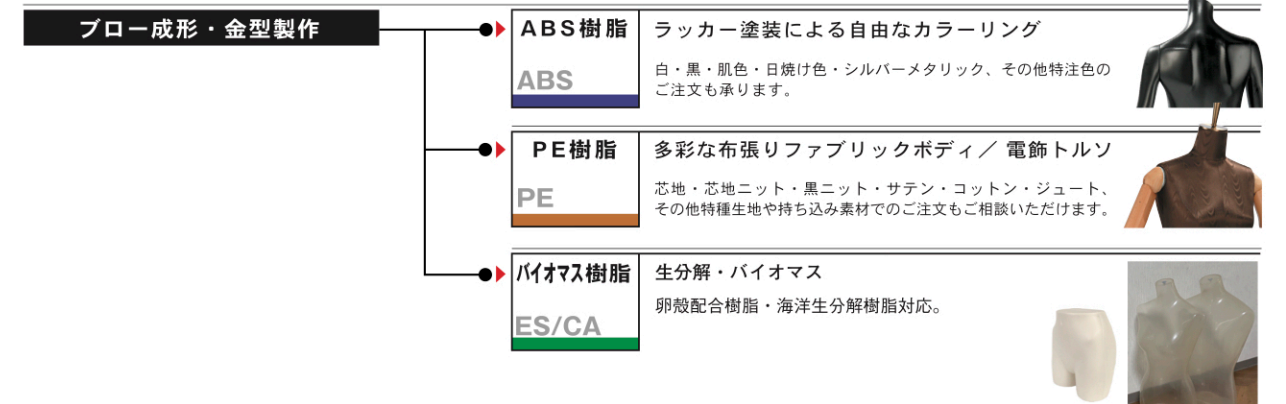 ブロー成形・金型製作
ABS樹脂
ABS
ラッカー塗装による自由なカラーリング
白・黒・肌色・日焼け色・シルバーメタリック、その他特注色の
ご注文も承ります。
PE樹脂
PE
多彩な布張りファブリックボディ／ 電飾トルソ
芯地・芯地ニット・黒ニット・サテン・コットン・ジュート、
その他特種生地や持ち込み素材でのご注文もご相談いただけます。
バイオマス樹脂
ES/CA
生分解・バイオマス
卵殻配合樹脂・海洋生分解樹脂対応。